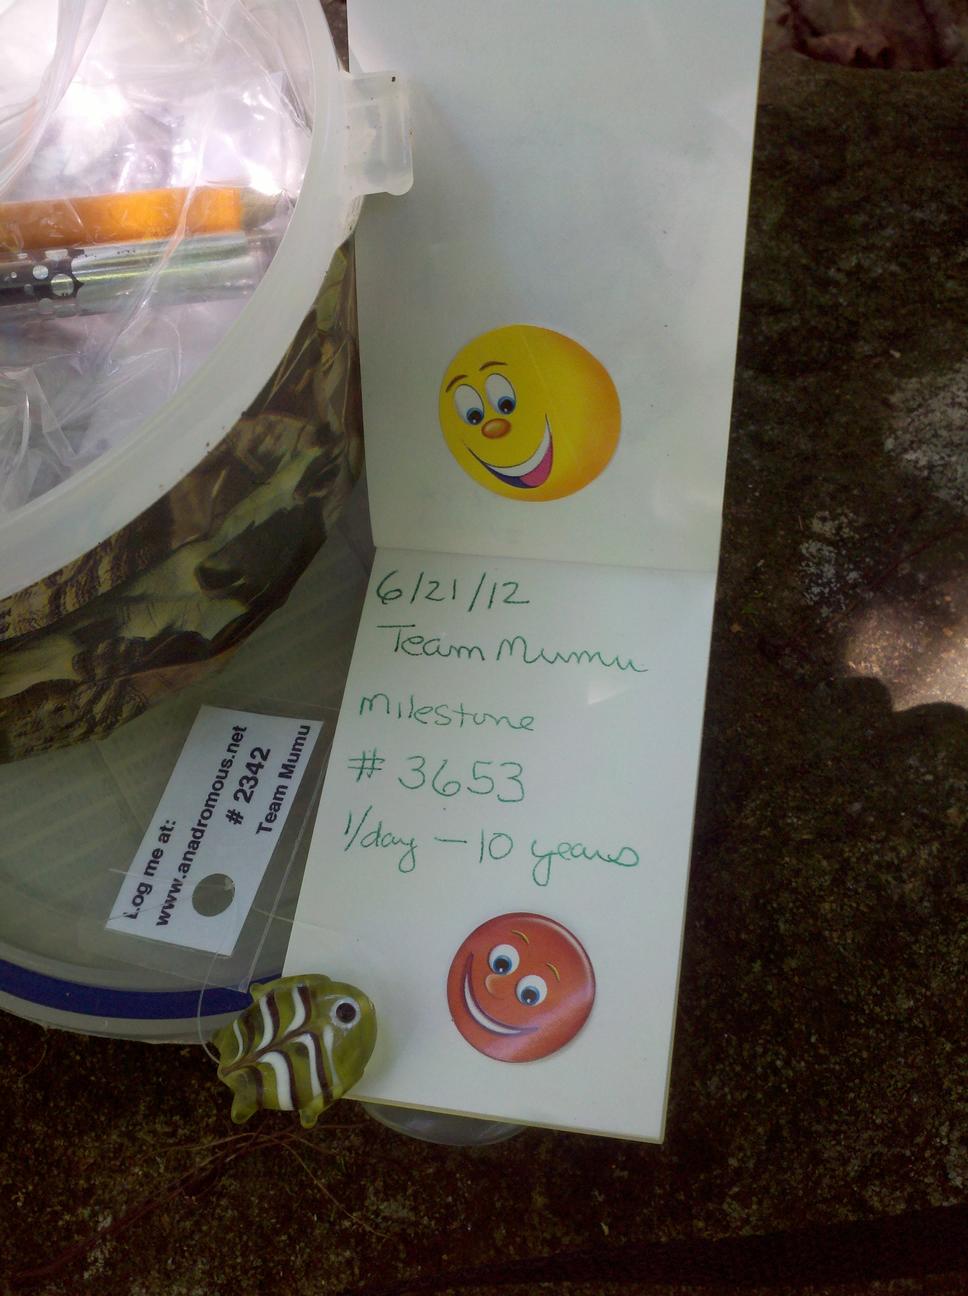 6/21/12
Team Mumu
Milestone
# 3653
1/day — 10 years
Log me at:
www.anadromous.net
# 2342
Team Mumu